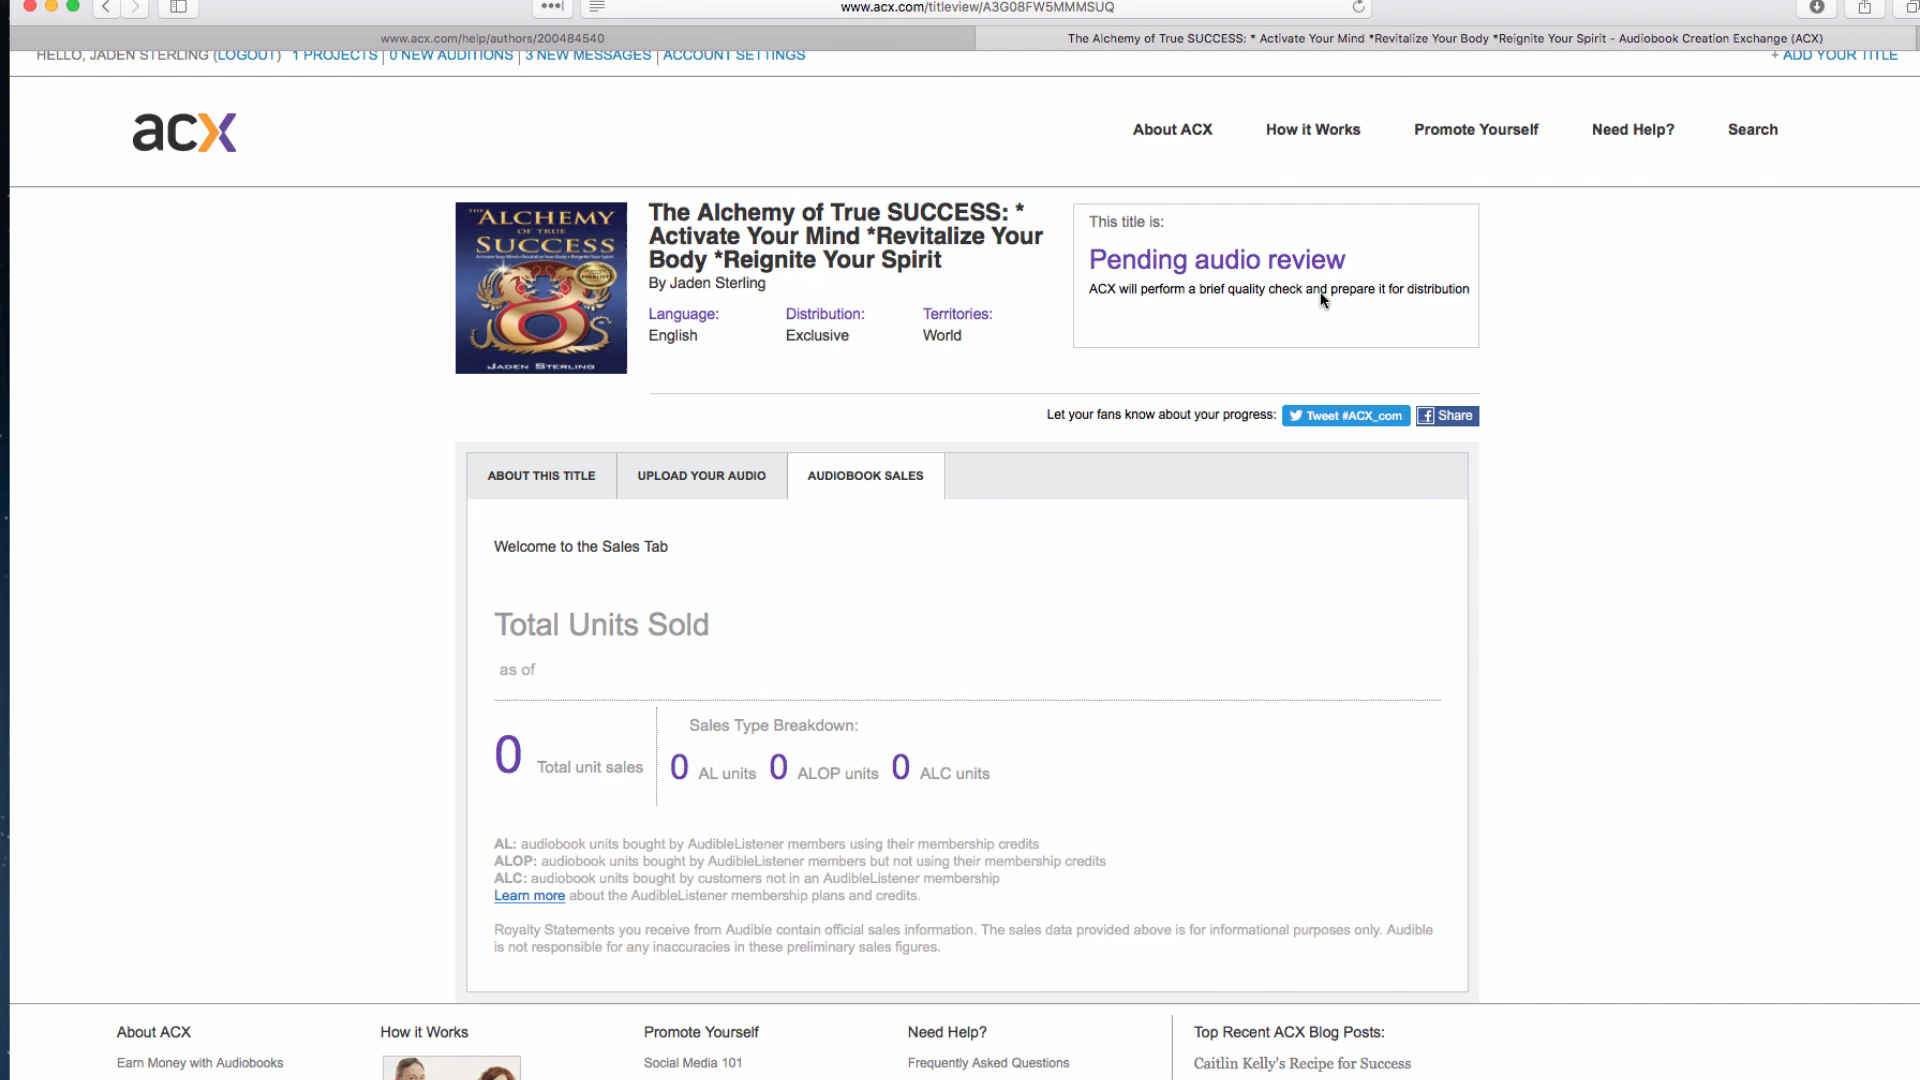 www.acx.com/titleview/A3G08FW5MMMSUQ
www.acx.com/help/authors/200484540
The Alchemy of True SUCCESS: * Activate Your Mind *Revitalize Your Body *Reignite Your Spirit - Audiobook Creation Exchange (ACX)
HELLO, JADEN STERLING (LOGOUT) 1 PROJECTS | 0 NEW AUDITIONS | 3 NEW MESSAGES | ACCOUNT SETTINGS
+ ADD YOUR TITLE
acx
About ACX
How it Works
Promote Yourself
Need Help?
Search
THE ALCHEMY
OF TRUE
SUCCESS
Activate Your Mind • Revitalize Your Body • Reignite Your Spirit
JADEN STERLING
The Alchemy of True SUCCESS: *
Activate Your Mind *Revitalize Your
Body *Reignite Your Spirit
By Jaden Sterling
Language:
English
Distribution:
Exclusive
Territories:
World
This title is:
Pending audio review
ACX will perform a brief quality check and prepare it for distribution
Let your fans know about your progress:
Tweet #ACX_com
Share
ABOUT THIS TITLE
UPLOAD YOUR AUDIO
AUDIOBOOK SALES
Welcome to the Sales Tab
Total Units Sold
as of
0 Total unit sales
Sales Type Breakdown:
0 AL units 0 ALOP units 0 ALC units
AL: audiobook units bought by AudibleListener members using their membership credits
ALOP: audiobook units bought by AudibleListener members but not using their membership credits
ALC: audiobook units bought by customers not in an AudibleListener membership
Learn more about the AudibleListener membership plans and credits.
Royalty Statements you receive from Audible contain official sales information. The sales data provided above is for informational purposes only. Audible
is not responsible for any inaccuracies in these preliminary sales figures.
About ACX
Earn Money with Audiobooks
How it Works
Promote Yourself
Social Media 101
Need Help?
Frequently Asked Questions
Top Recent ACX Blog Posts:
Caitlin Kelly's Recipe for Success